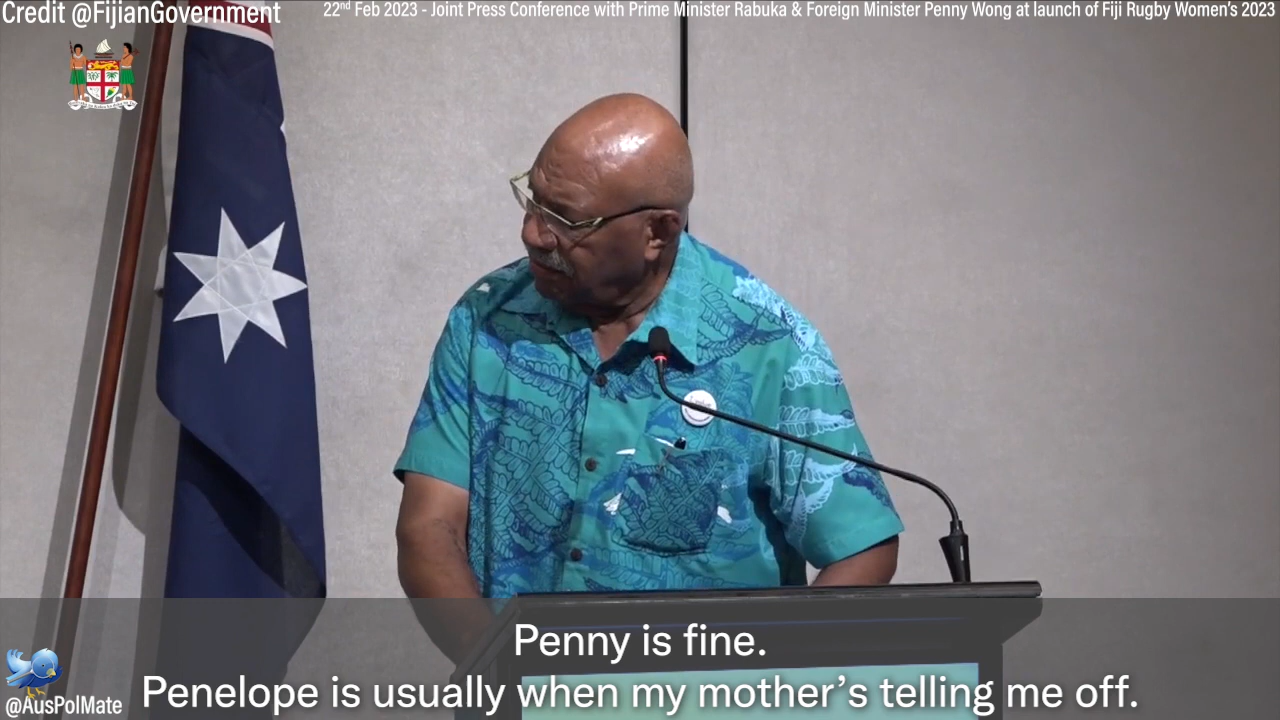 Credit @FijianGovernment
22nd Feb 2023 - Joint Press Conference with Prime Minister Rabuka & Foreign Minister Penny Wong at launch of Fiji Rugby Women's 2023
Penny is fine.
Penelope is usually when my mother's telling me off.
@AusPolMate